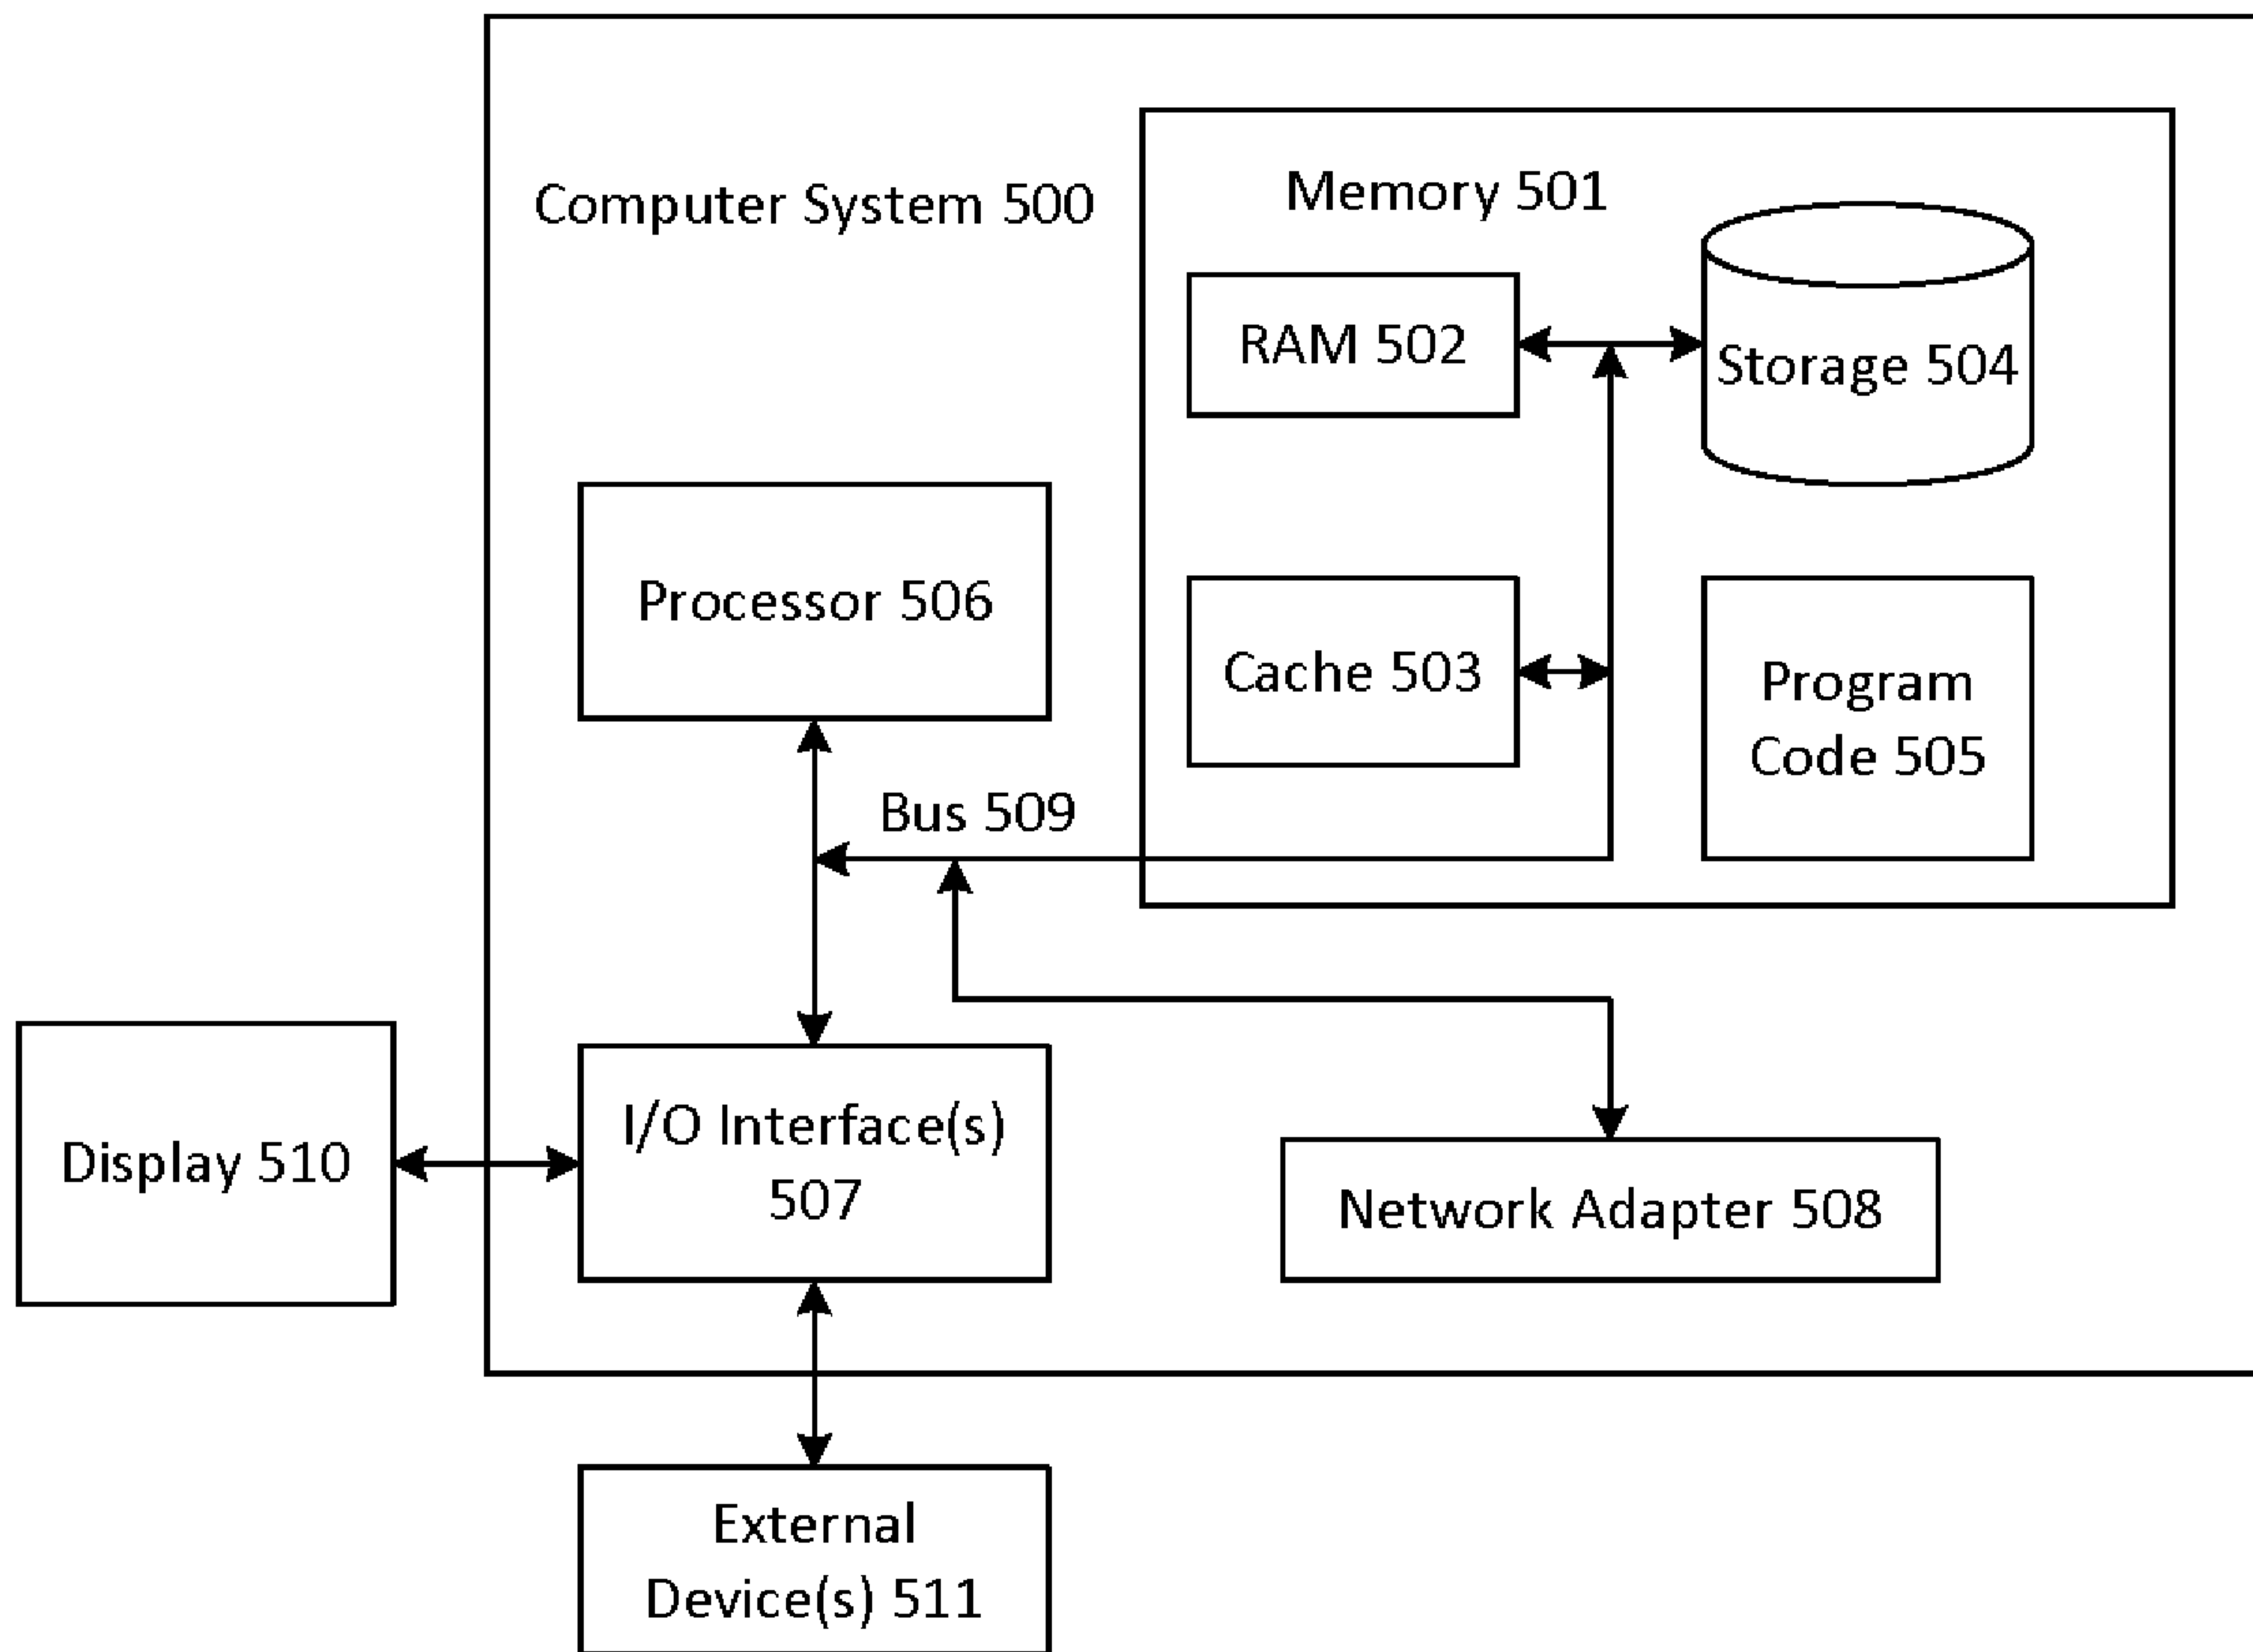 Computer System 500
Memory 501
RAM 502
Storage 504
Processor 506
Cache 503
Program
Code 505
Bus 509
Display 510
I/O Interface(s)
507
Network Adapter 508
External
Device(s) 511